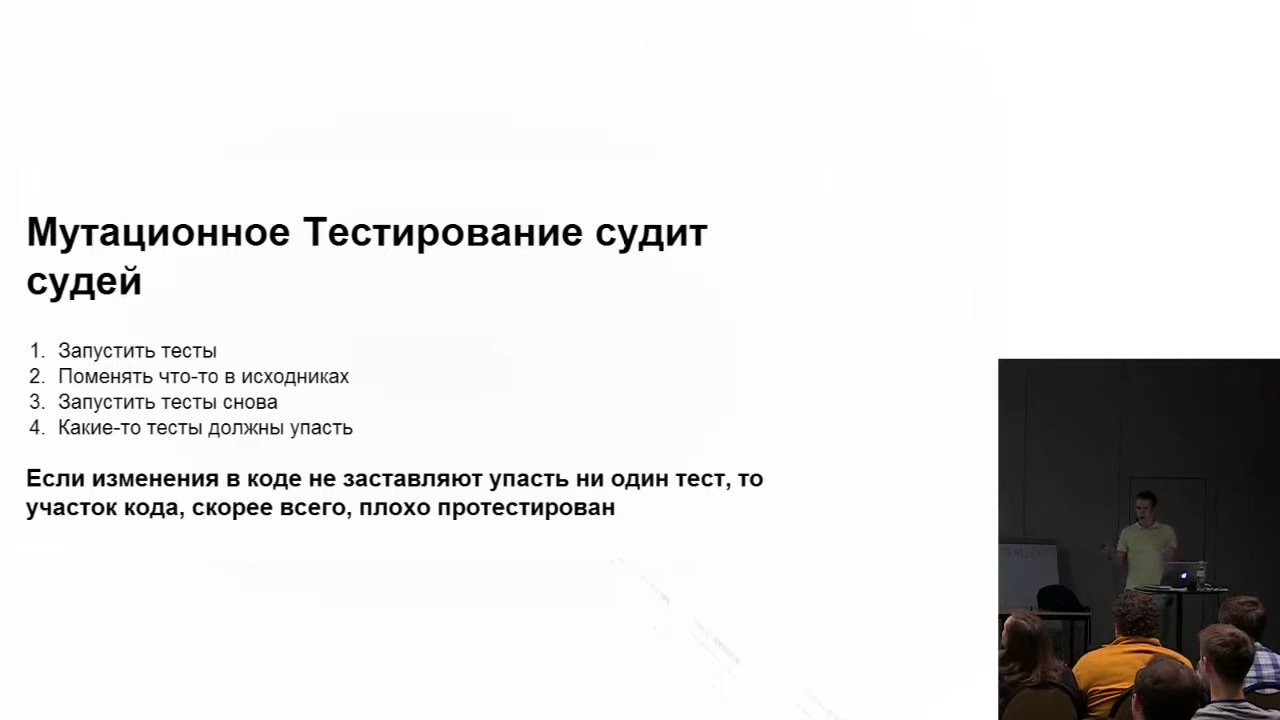 Мутационное Тестирование судит
судей
1. Запустить тесты
2. Поменять что-то в исходниках
3. Запустить тесты снова
4. Какие-то тесты должны упасть
Если изменения в коде не заставляют упасть ни один тест, то
участок кода, скорее всего, плохо протестирован